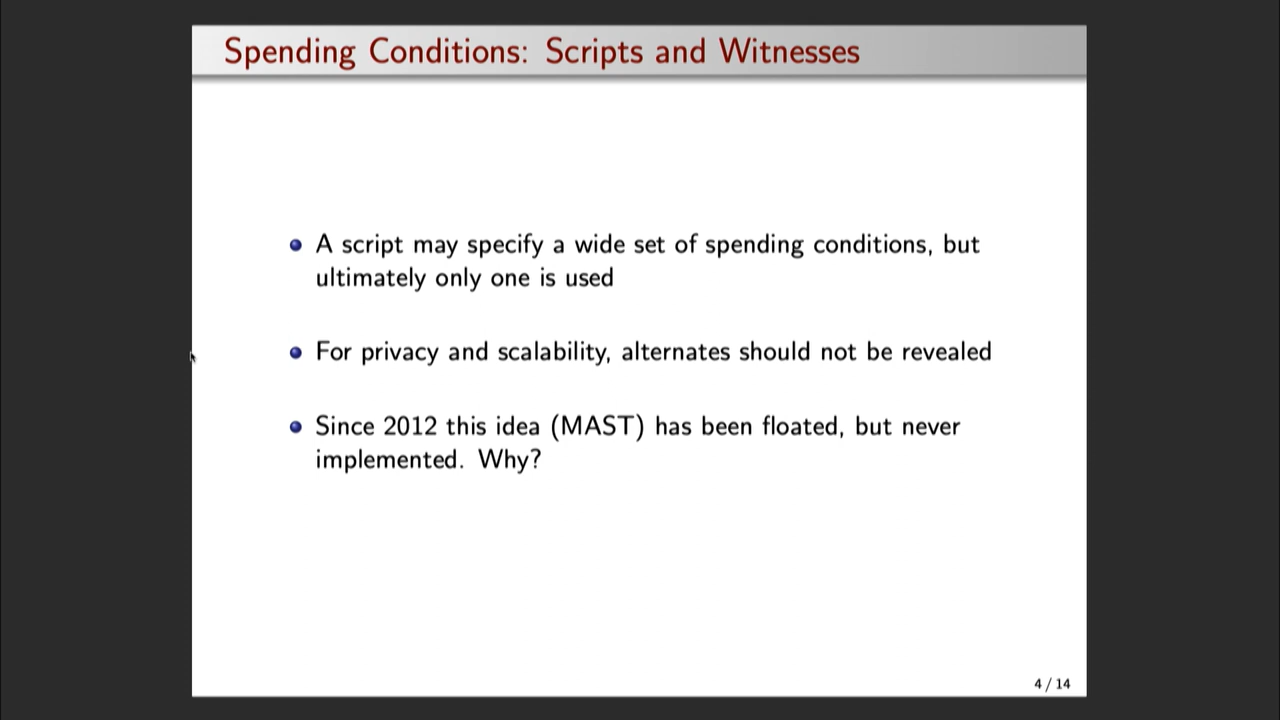 Spending Conditions: Scripts and Witnesses
A script may specify a wide set of spending conditions, but
ultimately only one is used
For privacy and scalability, alternates should not be revealed
Since 2012 this idea (MAST) has been floated, but never
implemented. Why?
4 / 14